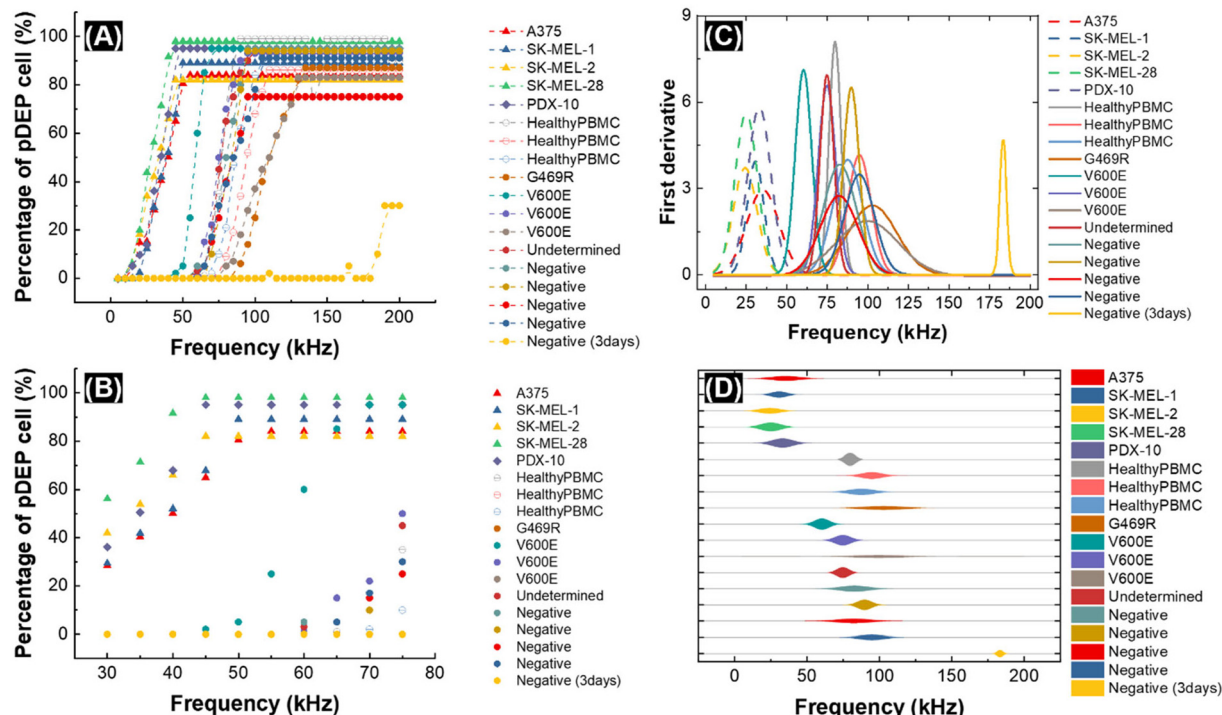 (A)
Percentage of pDEP cell (%)
100
80
60
40
20
0
0
50
100
150
200
Frequency (kHz)
A375
SK-MEL-1
SK-MEL-2
SK-MEL-28
PDX-10
HealthyPBMC
HealthyPBMC
HealthyPBMC
G469R
V600E
V600E
V600E
Undetermined
Negative
Negative
Negative
Negative
Negative (3days)
(C)
First derivative
9
6
3
0
0
25
50
75
100
125
150
175
200
Frequency (kHz)
A375
SK-MEL-1
SK-MEL-2
SK-MEL-28
PDX-10
HealthyPBMC
HealthyPBMC
HealthyPBMC
G469R
V600E
V600E
V600E
Undetermined
Negative
Negative
Negative
Negative
Negative (3days)
(B)
Percentage of pDEP cell (%)
100
80
60
40
20
0
30
40
50
60
70
80
Frequency (kHz)
A375
SK-MEL-1
SK-MEL-2
SK-MEL-28
PDX-10
HealthyPBMC
HealthyPBMC
HealthyPBMC
G469R
V600E
V600E
V600E
Undetermined
Negative
Negative
Negative
Negative
Negative (3days)
(D)
0
50
100
150
200
Frequency (kHz)
A375
SK-MEL-1
SK-MEL-2
SK-MEL-28
PDX-10
HealthyPBMC
HealthyPBMC
HealthyPBMC
G469R
V600E
V600E
V600E
Undetermined
Negative
Negative
Negative
Negative
Negative (3days)